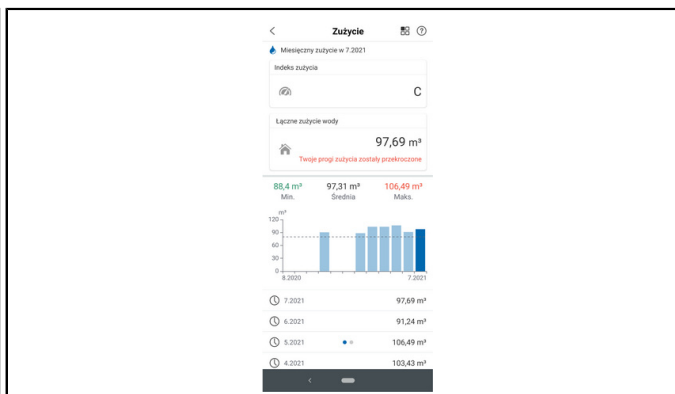 Zużycie
Miesięczny zużycie w 7.2021
Indeks zużycia
C
Łączne zużycie wody
97,69 m³
Twoje progi zużycia zostały przekroczone
88,4 m³ 97,31 m³ 106,49 m³
Min. Średnia Maks.
m³
120
90
60
30
0
8.2020 7.2021
7.2021 97,69 m³
6.2021 91,24 m³
5.2021 106,49 m³
4.2021 103,43 m³